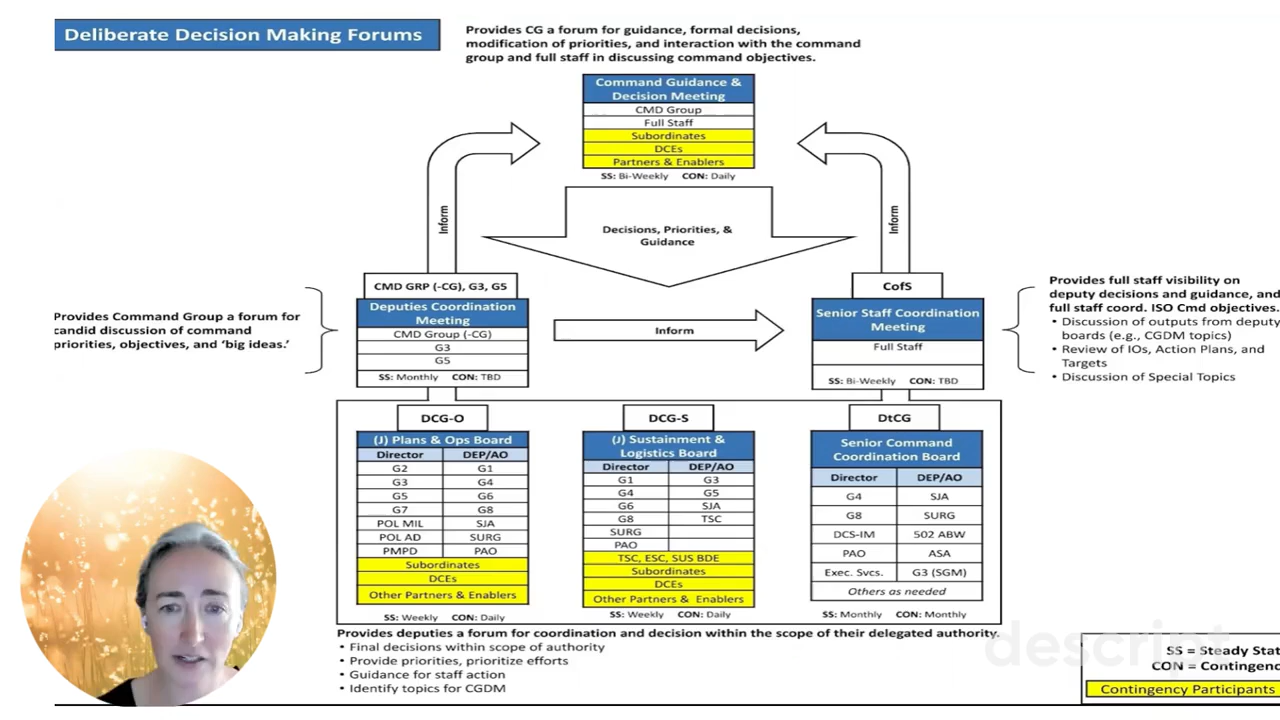 Deliberate Decision Making Forums
Provides CG a forum for guidance, formal decisions,
modification of priorities, and interaction with the command
group and full staff in discussing command objectives.
Command Guidance &
Decision Meeting
CMD Group
Full Staff
Subordinates
DCEs
Partners & Enablers
SS: Bi-Weekly CON: Daily
Inform
Decisions, Priorities, &
Guidance
Inform
Provides Command Group a forum for
candid discussion of command
priorities, objectives, and ‘big ideas.’
CMD GRP (-CG), G3, G5
Deputies Coordination
Meeting
CMD Group (-CG)
G3
G5
SS: Monthly CON: TBD
Inform
CofS
Senior Staff Coordination
Meeting
Full Staff
SS: Bi-Weekly CON: TBD
Provides full staff visibility on
deputy decisions and guidance, and
full staff coord. ISO Cmd objectives.
• Discussion of outputs from deputy
boards (e.g., CGDM topics)
• Review of IOs, Action Plans, and
Targets
• Discussion of Special Topics
DCG-O
(J) Plans & Ops Board
Director DEP/AO
G2 G1
G3 G4
G5 G6
G7 G8
POL MIL SJA
POL AD SURG
PMPD PAO
Subordinates
DCEs
Other Partners & Enablers
SS: Weekly CON: Daily
DCG-S
(J) Sustainment &
Logistics Board
Director DEP/AO
G1 G3
G4 G5
G6 SJA
G8 TSC
SURG
PAO
TSC, ESC, SUS BDE
Subordinates
DCEs
Other Partners & Enablers
SS: Weekly CON: Daily
DtCG
Senior Command
Coordination Board
Director DEP/AO
G4 SJA
G8 SURG
DCS-IM 502 ABW
PAO ASA
Exec. Svcs. G3 (SGM)
Others as needed
SS: Monthly CON: Monthly
Provides deputies a forum for coordination and decision within the scope of their delegated authority.
• Final decisions within scope of authority
• Provide priorities, prioritize efforts
• Guidance for staff action
• Identify topics for CGDM
descript
SS = Steady Stat
CON = Contingenc
Contingency Participants